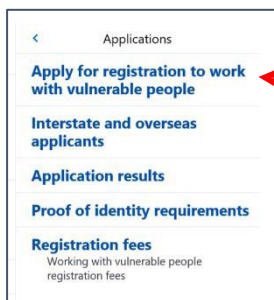 Applications
Apply for registration to work
with vulnerable people
Interstate and overseas
applicants
Application results
Proof of identity requirements
Registration fees
Working with vulnerable people
registration fees